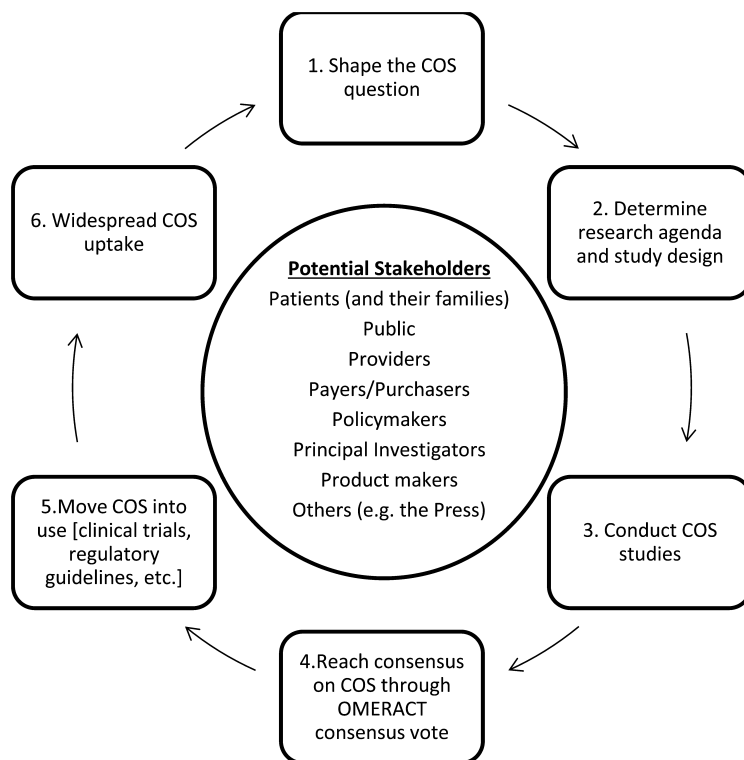 1. Shape the COS
question
2. Determine
research agenda
and study design
3. Conduct COS
studies
4.Reach consensus
on COS through
OMERACT
consensus vote
5.Move COS into
use [clinical trials,
regulatory
guidelines, etc.]
6. Widespread COS
uptake
Potential Stakeholders
Patients (and their families)
Public
Providers
Payers/Purchasers
Policymakers
Principal Investigators
Product makers
Others (e.g. the Press)